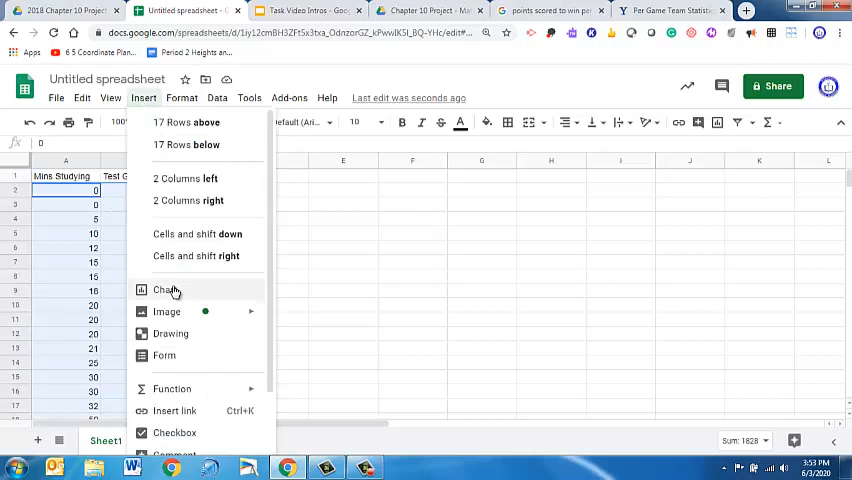 2018 Chapter 10 Project
Untitled spreadsheet - G
Task Video Intros - Goog
Chapter 10 Project - Ma
points scored to win per
Per Game Team Statistic
docs.google.com/spreadsheets/d/1iy12cmB3ZFt5x3txa_OdnzorGZ_kPwwlK5I_BQ-YHc/edit#...
Apps
6 5 Coordinate Plan...
Period 2 Heights an...
Untitled spreadsheet
File Edit View Insert Format Data Tools Add-ons Help Last edit was seconds ago
Share
100%
Default (Ari...
10
B
S
A
fx 0
A E F G H I J K L
1 Mins Studying Test G
2 0
3 0
4 5
5 10
6 12
7 15
8 15
9 18
10 20
11 20
12 20
13 21
14 25
15 30
16 30
17 32
17 Rows above
17 Rows below
2 Columns left
2 Columns right
Cells and shift down
Cells and shift right
Chart
Image
Drawing
Form
Function
Insert link Ctrl+K
Checkbox
Comment
Sheet1
Sum: 1828
3:53 PM
6/3/2020